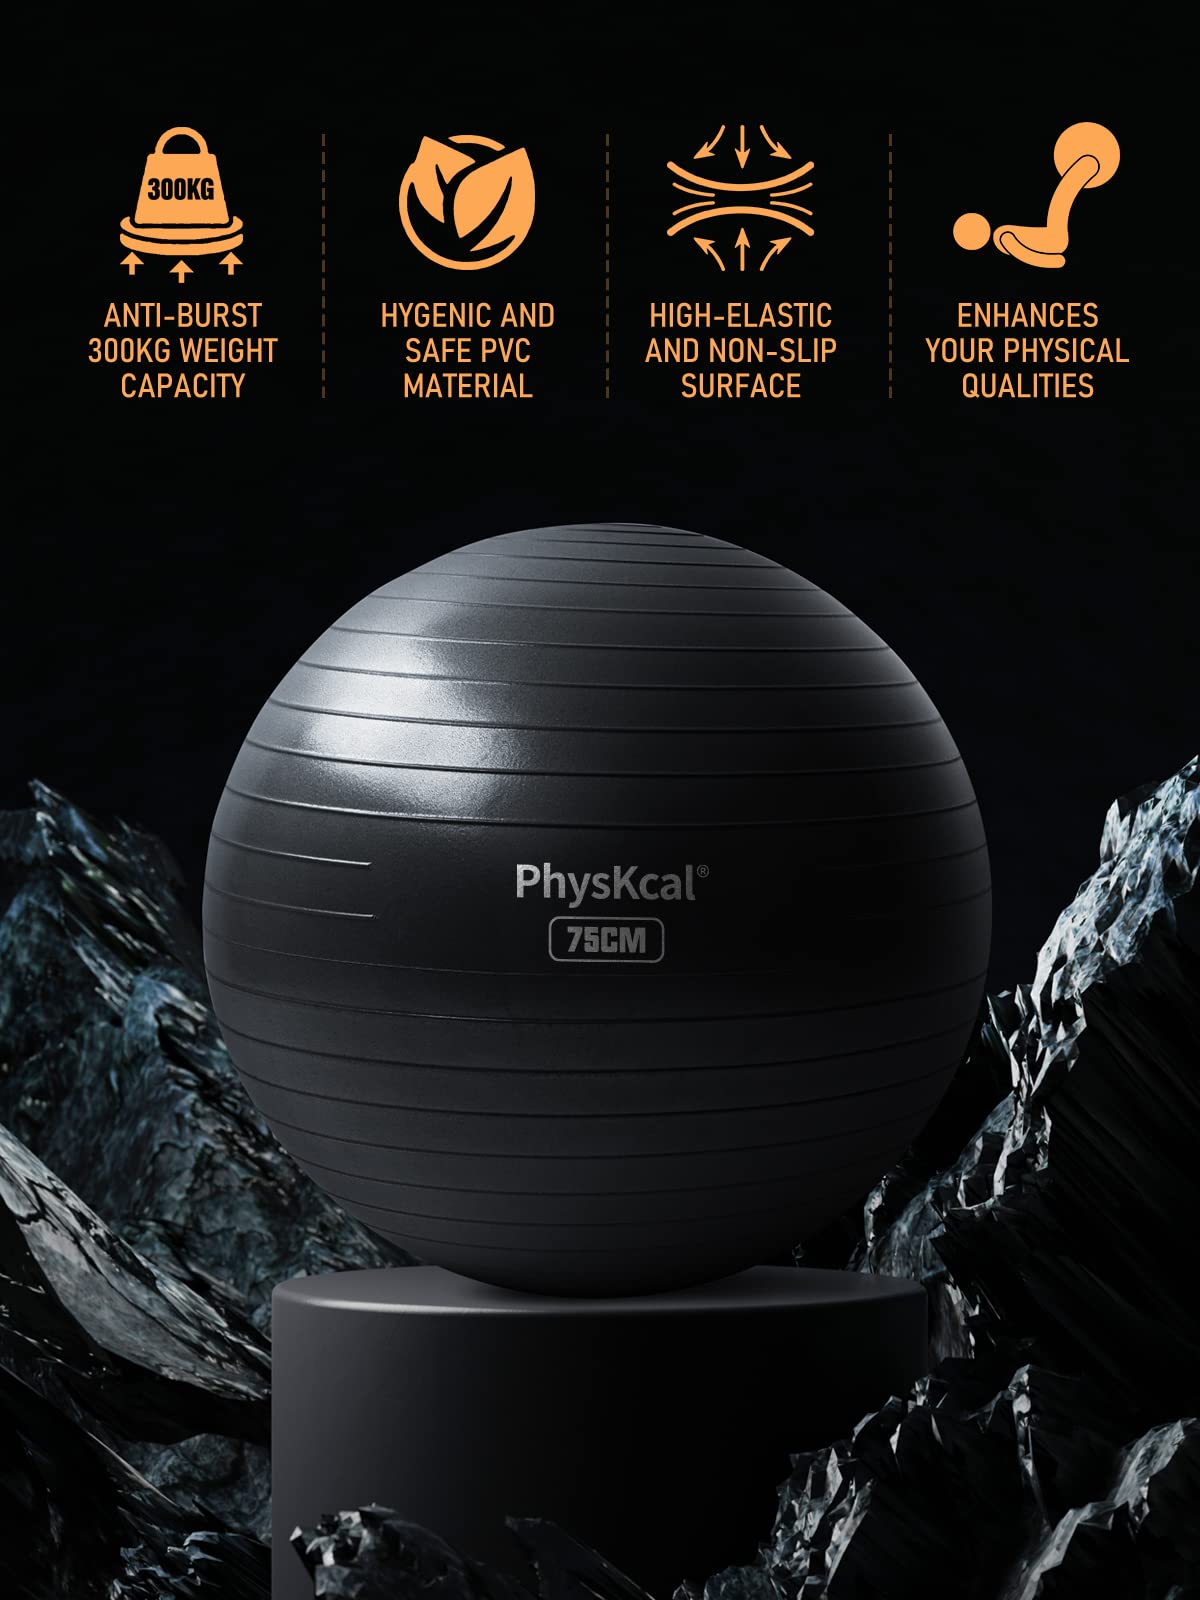 300KG
ANTI-BURST
300KG WEIGHT
CAPACITY
HYGENIC AND
SAFE PVC
MATERIAL
HIGH-ELASTIC
AND NON-SLIP
SURFACE
ENHANCES
YOUR PHYSICAL
QUALITIES
PhysKcal®
75CM